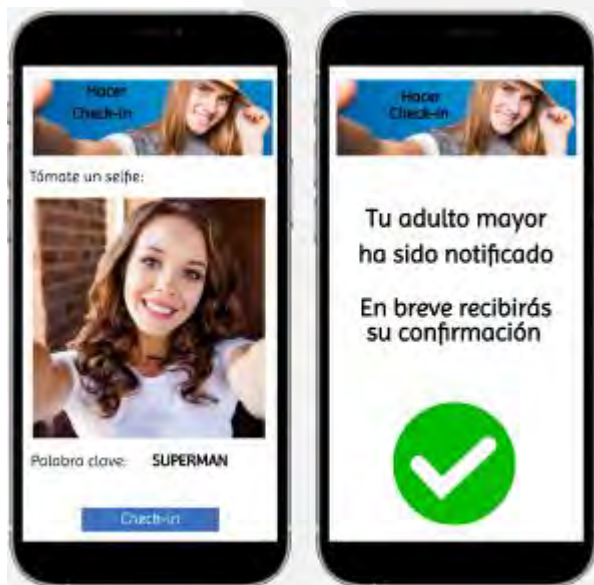 Hacer
Check-in
Tómate un selfie:
Palabra clave: SUPERMAN
Check-in
Hacer
Check-in
Tu adulto mayor
ha sido notificado
En breve recibirás
su confirmación